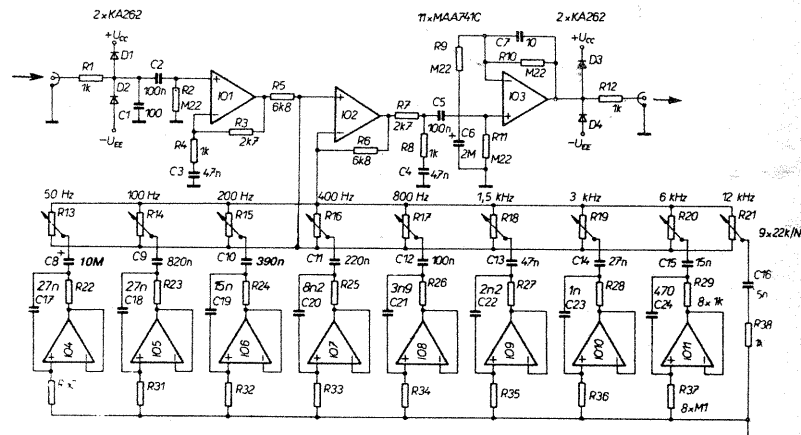 2×KA262
+Ucc
D1
D2
R1
1k
C1
100
-UEE
C2
100n
R2
M22
IO1
R3
2k7
R4
1k
C3
47n
R5
6k8
IO2
R6
6k8
R7
2k7
R8
1k
C4
47n
C5
100n
11×MAA741C
R9
M22
C6
2M
C7
10
R10
M22
IO3
R11
M22
2×KA262
+Ucc
D3
D4
-UEE
R12
1k
50 Hz
100 Hz
200 Hz
400 Hz
800 Hz
1,5 kHz
3 kHz
6 kHz
12 kHz
R13
R14
R15
R16
R17
R18
R19
R20
R21
9×22k/N
C8
10M
C9
820n
C10
390n
C11
220n
C12
100n
C13
47n
C14
27n
C15
15n
C16
5n
27n
C17
R22
27n
C18
R23
15n
C19
R24
8n2
C20
R25
3n9
C21
R26
2n2
C22
R27
1n
C23
R28
470
C24
R29
8×1k
R38
IO4
IO5
IO6
IO7
IO8
IO9
IO10
IO11
R31
R32
R33
R34
R35
R36
R37
8×M1